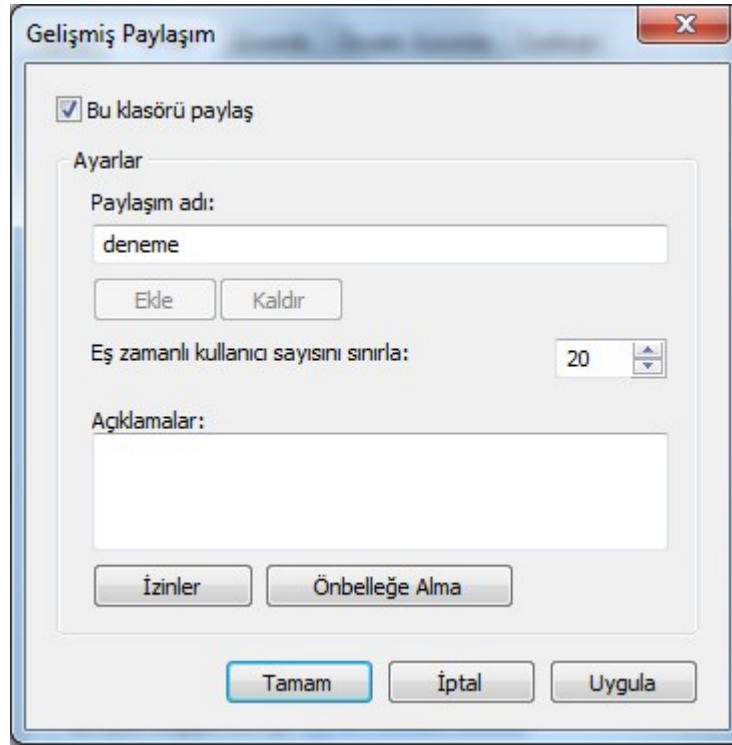 Gelişmiş Paylaşım
Bu klasörü paylaş
Ayarlar
Paylaşım adı:
deneme
Ekle Kaldır
Eş zamanlı kullanıcı sayısını sınırla: 20
Açıklamalar:
İzinler Önbelleğe Alma
Tamam İptal Uygula